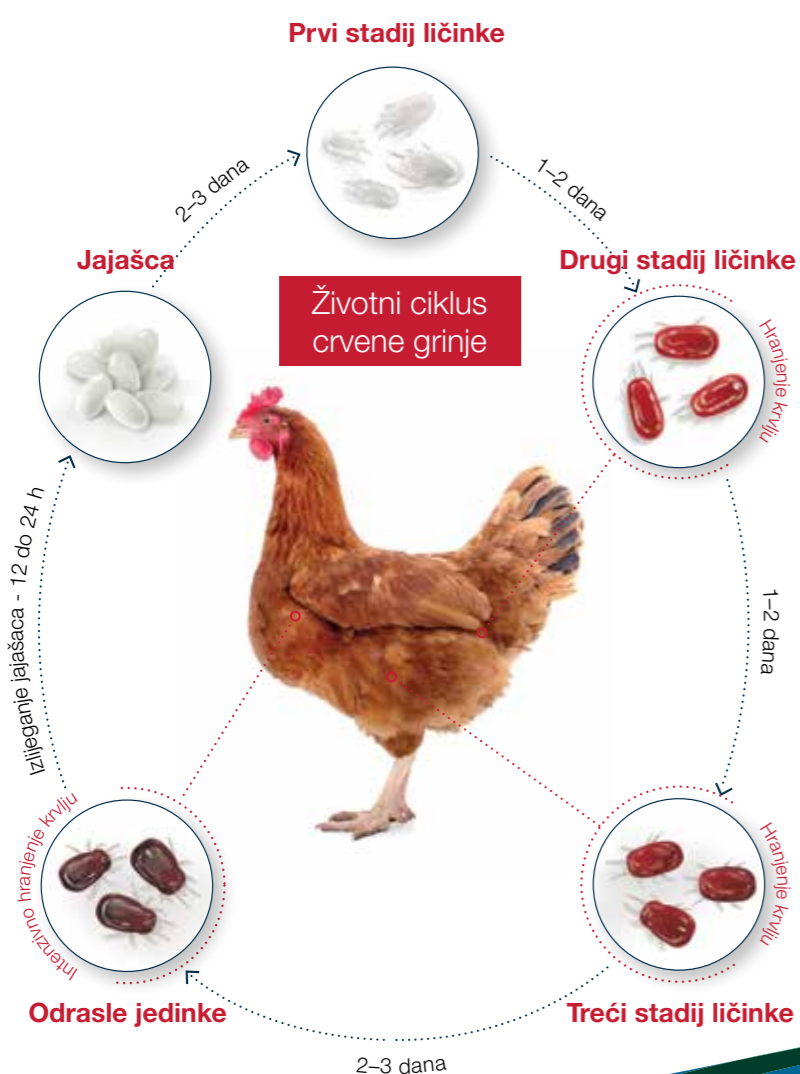 Prvi stadij ličinke
2–3 dana
1–2 dana
Jajašca
Drugi stadij ličinke
Životni ciklus
crvene grinje
Hranjenje krvlju
Izlijeganje jajašaca - 12 do 24 h
1–2 dana
Intenzivno hranjenje krvlju
Hranjenje krvlju
Odrasle jedinke
Treći stadij ličinke
2–3 dana